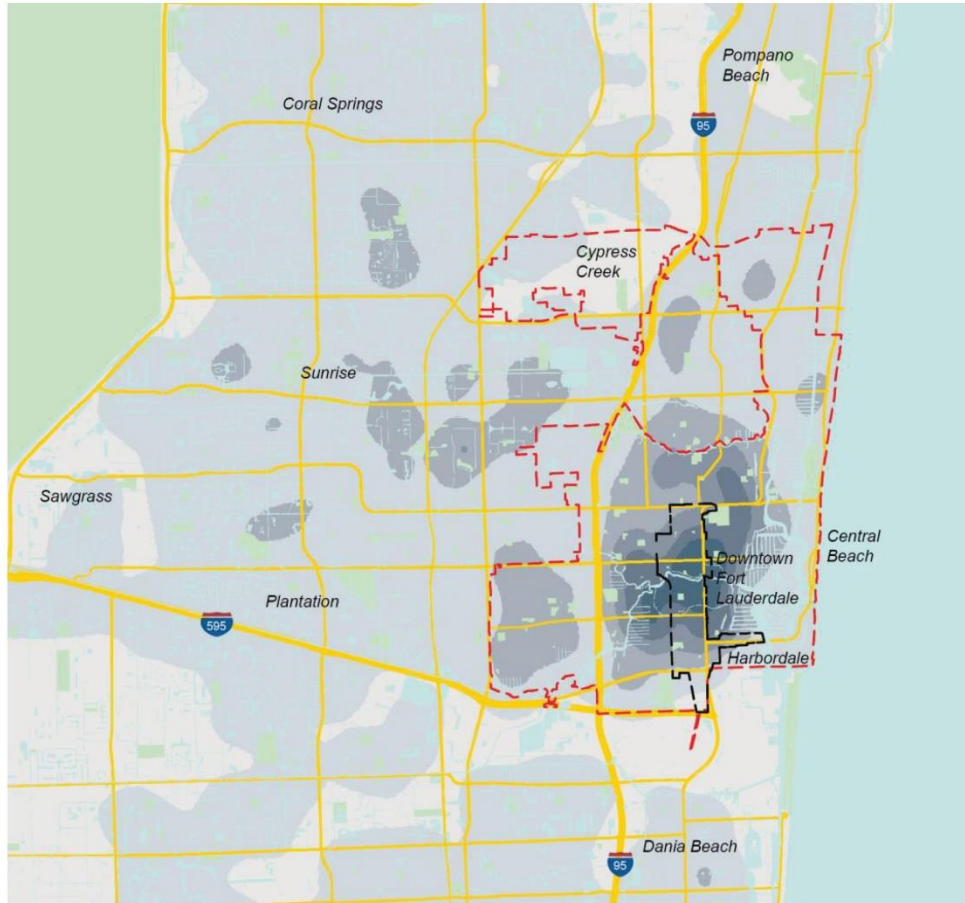 Pompano
Beach
Coral Springs
95
Cypress
Creek
Sunrise
Sawgrass
Central
Beach
Downtown
Fort
Lauderdale
Plantation
595
Harbordale
Dania Beach
95